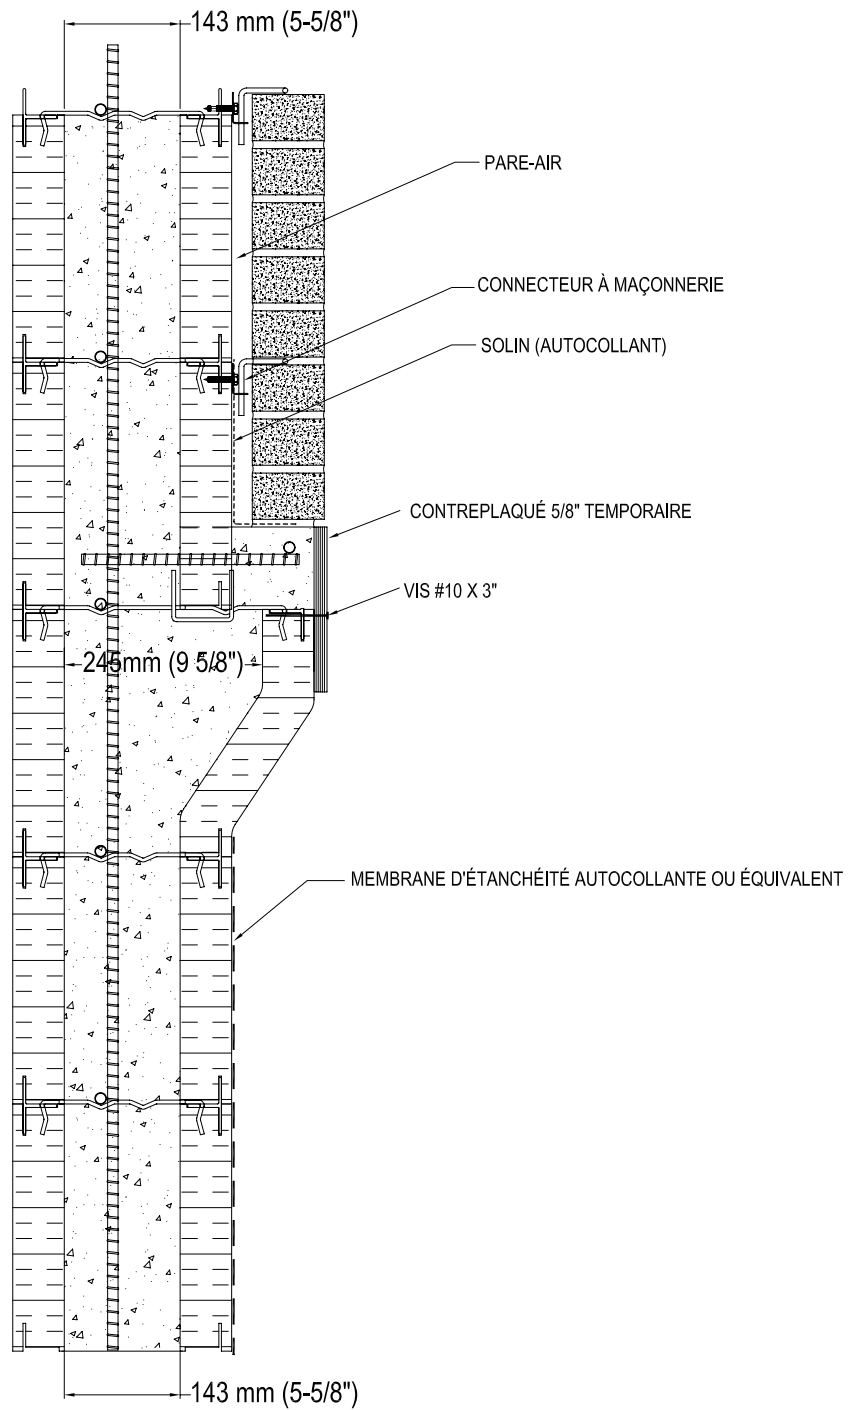 143 mm (5-5/8")
PARE-AIR
CONNECTEUR À MAÇONNERIE
SOLIN (AUTOCOLLANT)
CONTREPLAQUÉ 5/8" TEMPORAIRE
VIS #10 X 3"
245mm (9 5/8")
MEMBRANE D'ÉTANCHÉITÉ AUTOCOLLANTE OU ÉQUIVALENT
143 mm (5-5/8")